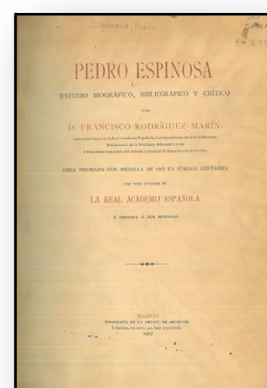 PEDRO ESPINOSA
ESTUDIO BIOGRÁFICO, BIBLIOGRÁFICO Y CRÍTICO
POR
D. FRANCISCO RODRÍGUEZ MARÍN
OBRA PREMIADA CON MEDALLA DE ORO EN PÚBLICO CERTAMEN
POR VOTO UNÁNIME DE
LA REAL ACADEMIA ESPAÑOLA
É IMPRESA Á SUS EXPENSAS
MADRID
TIPOGRAFÍA DE LA «REVISTA DE ARCHIVOS»
1907